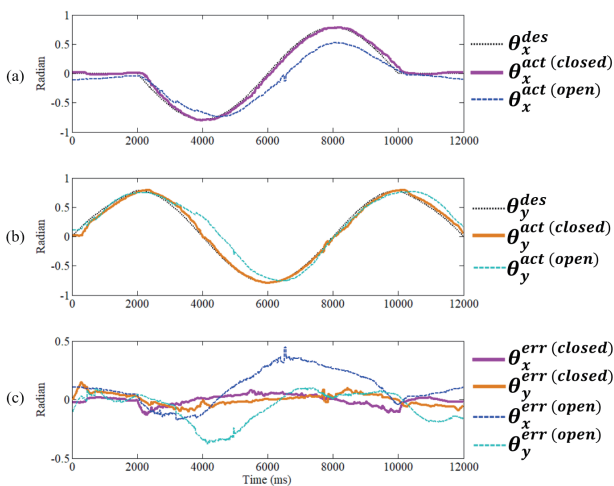 1
0.5
0
-0.5
-1
Radian
(a)
0 2000 4000 6000 8000 10000 12000
θ_x^des
θ_x^act (closed)
θ_x^act (open)
1
0.5
0
-0.5
-1
Radian
(b)
0 2000 4000 6000 8000 10000 12000
θ_y^des
θ_y^act (closed)
θ_y^act (open)
0.5
0
-0.5
Radian
(c)
0 2000 4000 6000 8000 10000 12000
Time (ms)
θ_x^err (closed)
θ_y^err (closed)
θ_x^err (open)
θ_y^err (open)